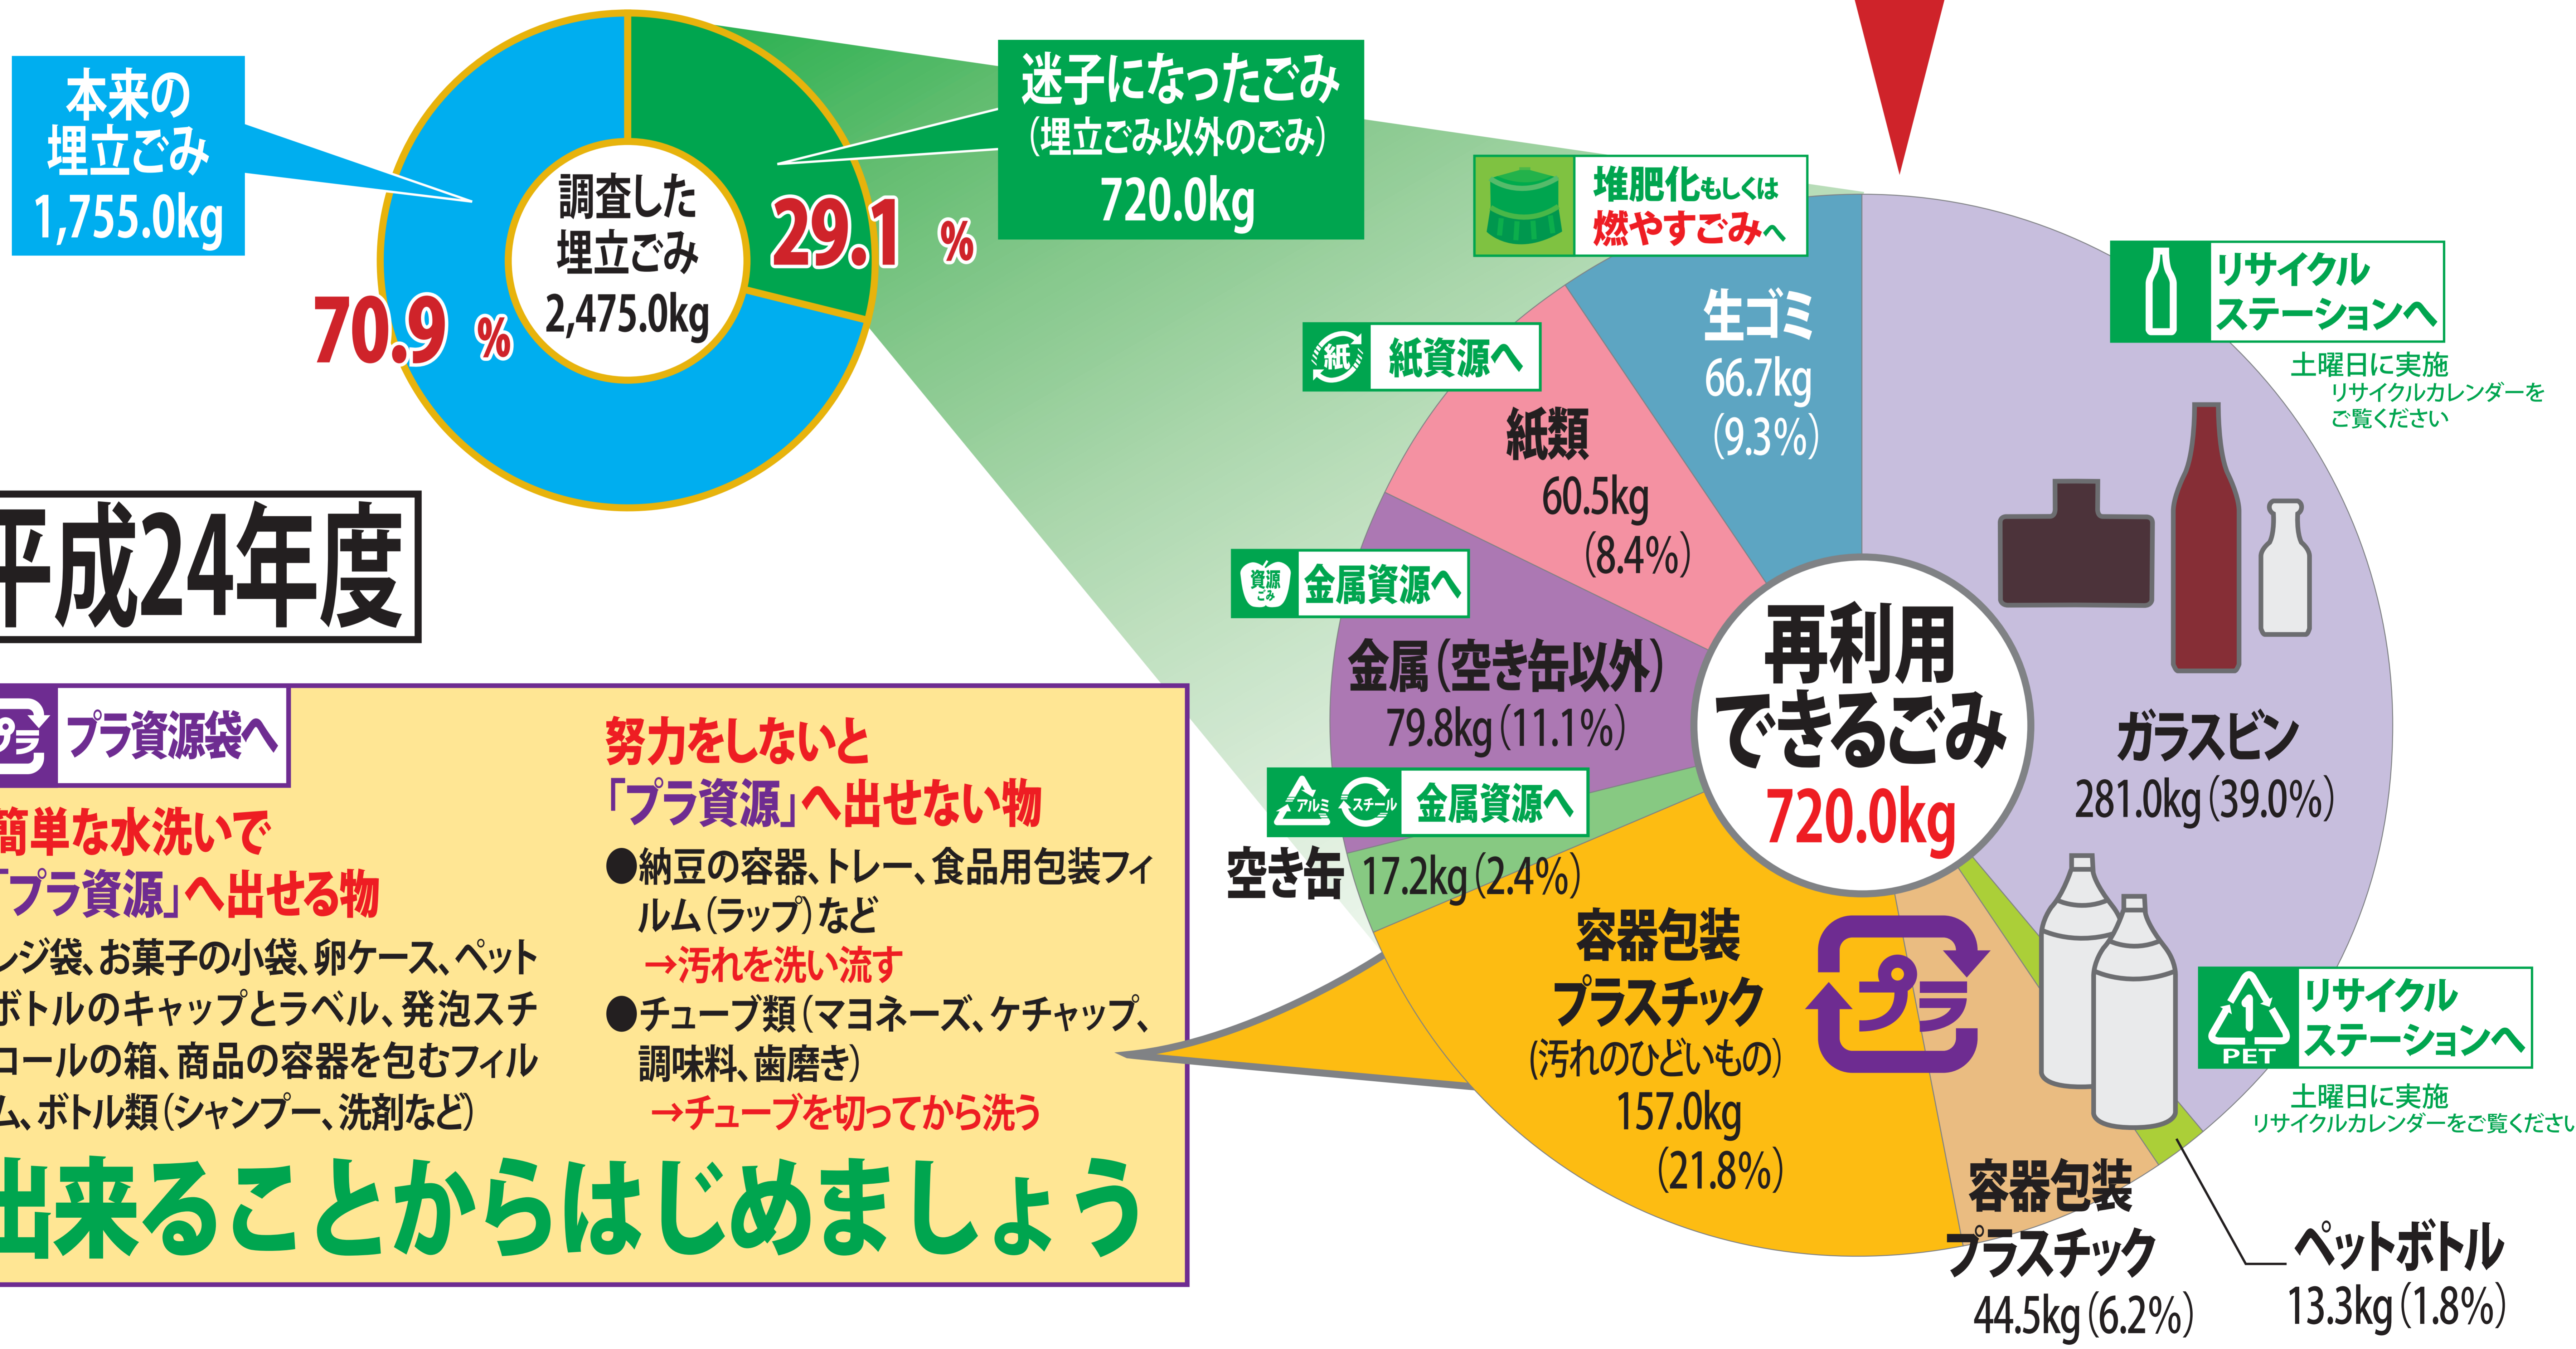 本来の
埋立ごみ
1,755.0kg
70.9 %
調査した
埋立ごみ
2,475.0kg
29.1 %
迷子になったごみ
（埋立ごみ以外のごみ）
720.0kg
平成24年度
プラ
プラ資源袋へ
簡単な水洗いで
「プラ資源」へ出せる物
レジ袋、お菓子の小袋、卵ケース、ペット
ボトルのキャップとラベル、発泡スチ
ロールの箱、商品の容器を包むフィル
ム、ボトル類（シャンプー、洗剤など）
努力をしないと
「プラ資源」へ出せない物
●納豆の容器、トレー、食品用包装フィ
ルム（ラップ）など
→汚れを洗い流す
●チューブ類（マヨネーズ、ケチャップ、
調味料、歯磨き）
→チューブを切ってから洗う
出来ることからはじめましょう
堆肥化もしくは
燃やすごみへ
生ゴミ
66.7kg
（9.3%）
紙
紙資源へ
紙類
60.5kg
（8.4%）
資源
ごみ
金属資源へ
金属（空き缶以外）
79.8kg（11.1%）
アルミ
スチール
金属資源へ
空き缶 17.2kg（2.4%）
再利用
できるごみ
720.0kg
リサイクル
ステーションへ
土曜日に実施
リサイクルカレンダーを
ご覧ください
ガラスビン
281.0kg（39.0%）
容器包装
プラスチック
(汚れのひどいもの)
157.0kg
（21.8%）
プラ
1
PET
リサイクル
ステーションへ
土曜日に実施
リサイクルカレンダーをご覧ください
容器包装
プラスチック
44.5kg（6.2%）
ペットボトル
13.3kg（1.8%）